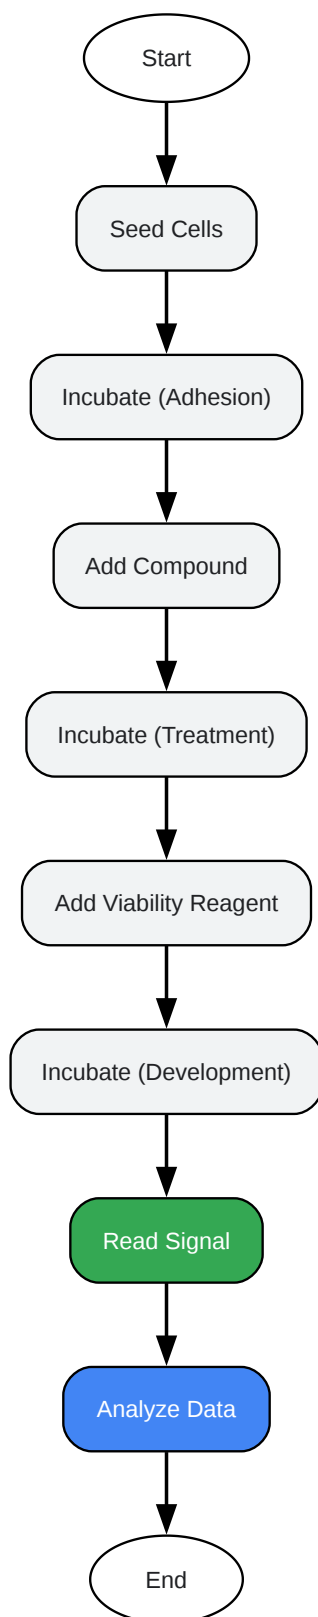 Start
Seed Cells
Incubate (Adhesion)
Add Compound
Incubate (Treatment)
Add Viability Reagent
Incubate (Development)
Read Signal
Analyze Data
End